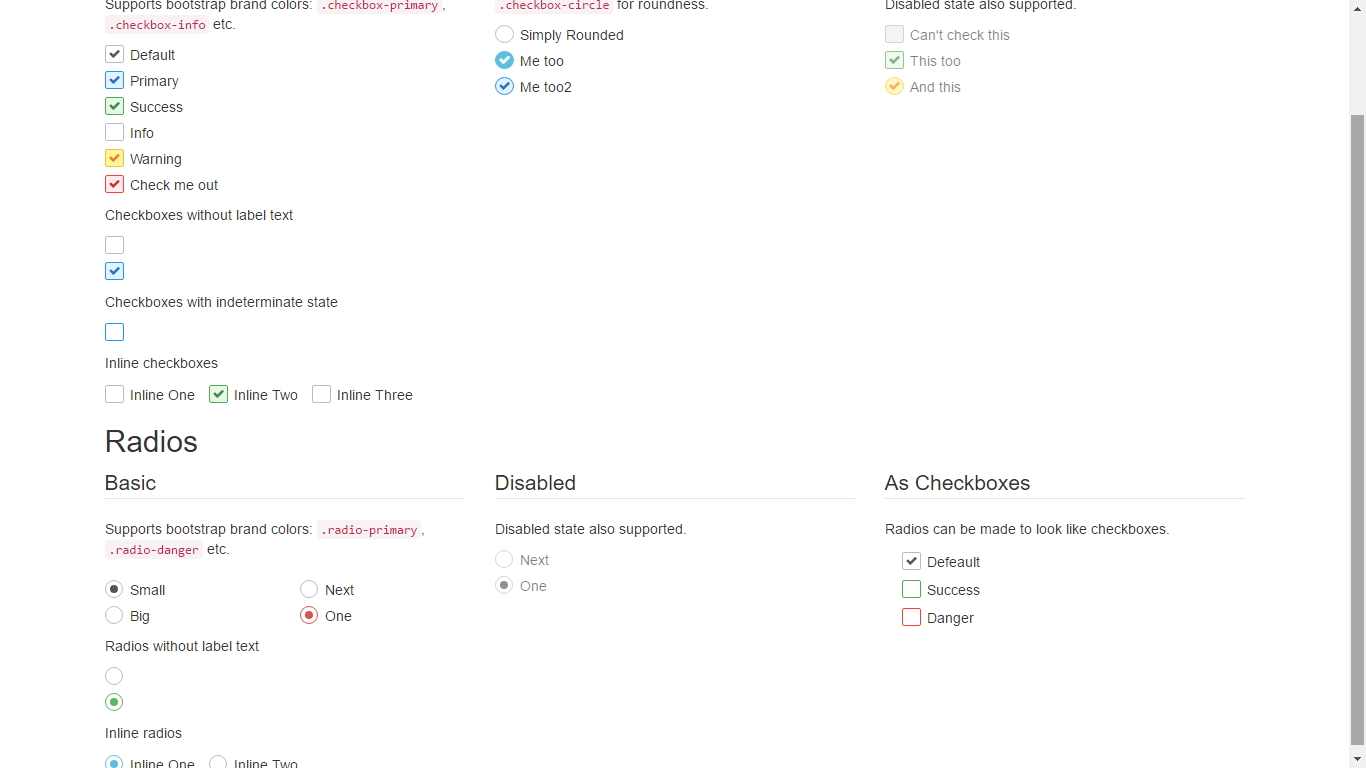 Supports bootstrap brand colors: .checkbox-primary,
.checkbox-info etc.
Default
Primary
Success
Info
Warning
Check me out
Checkboxes without label text
Checkboxes with indeterminate state
Inline checkboxes
Inline One Inline Two Inline Three
.checkbox-circle for roundness.
Simply Rounded
Me too
Me too2
Disabled state also supported.
Can't check this
This too
And this
Radios
Basic
Supports bootstrap brand colors: .radio-primary,
.radio-danger etc.
Small Next
Big One
Radios without label text
Inline radios
Inline One Inline Two
Disabled
Disabled state also supported.
Next
One
As Checkboxes
Radios can be made to look like checkboxes.
Defeault
Success
Danger